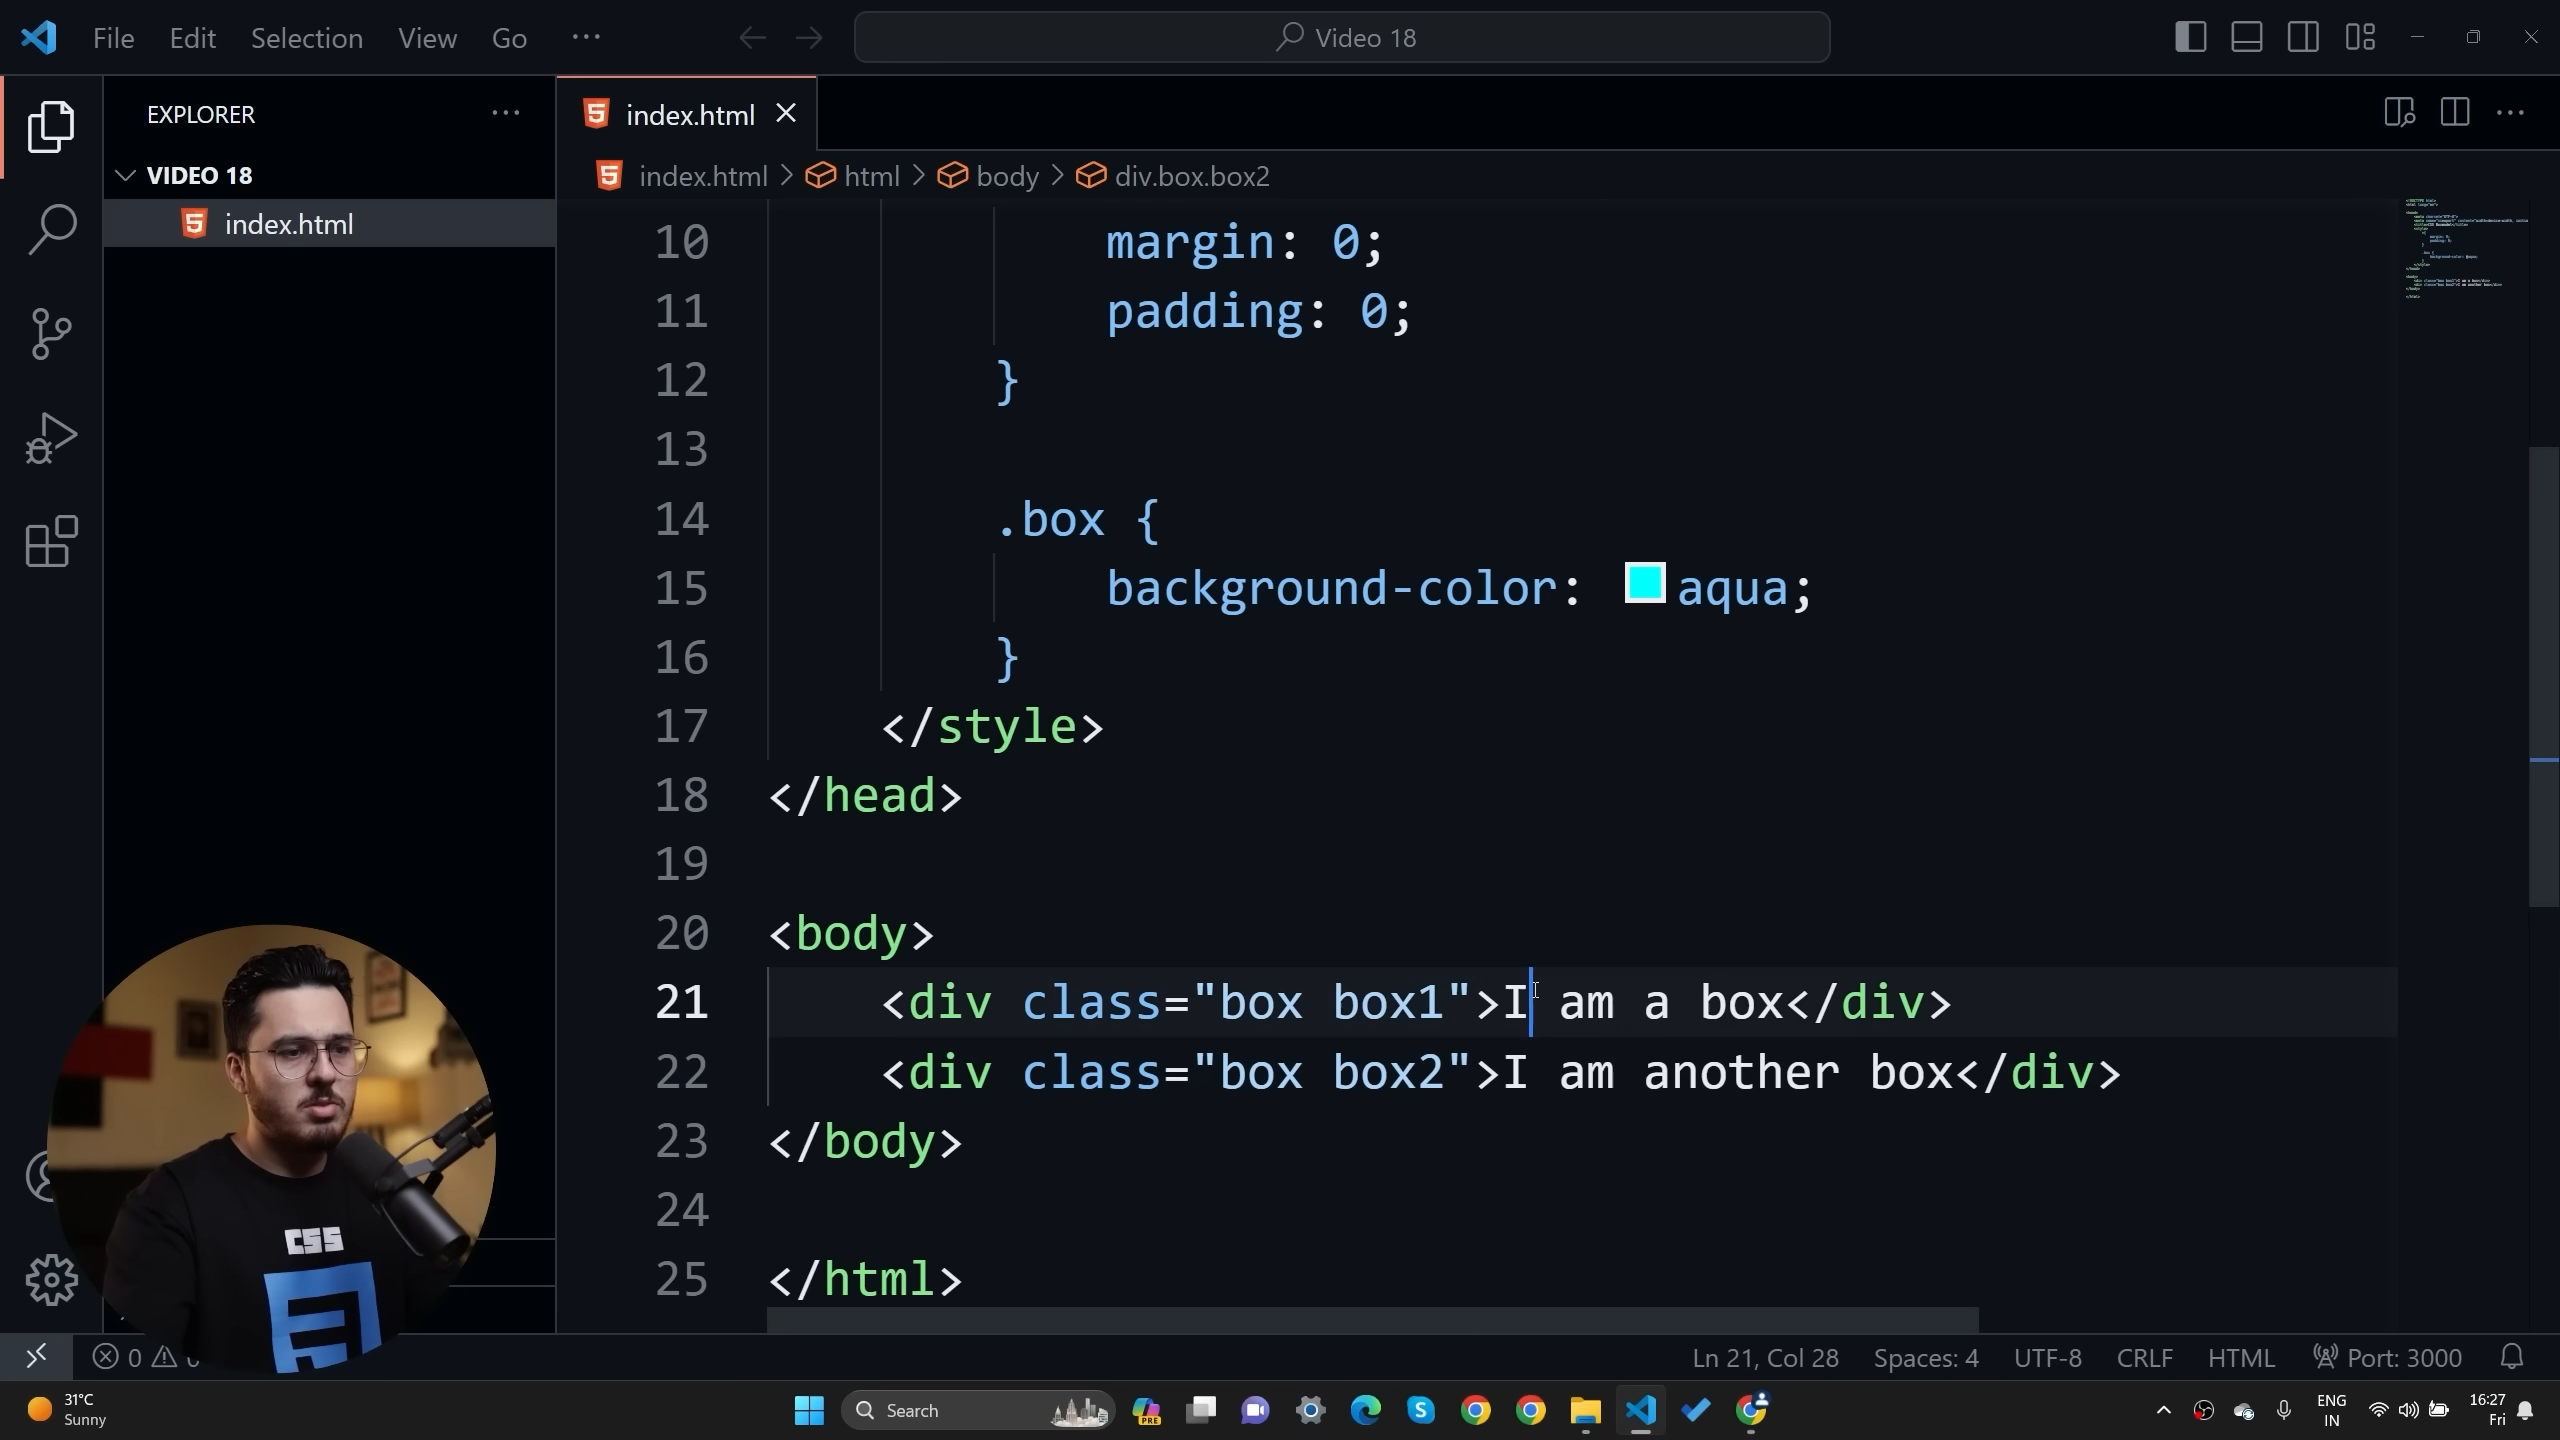 File Edit Selection View Go ···
Video 18
EXPLORER ···
VIDEO 18
index.html
index.html
index.html > html > body > div.box.box2
10 margin: 0;
11 padding: 0;
12 }
13
14 .box {
15 background-color: aqua;
16 }
17 </style>
18 </head>
19
20 <body>
21 <div class="box box1">I am a box</div>
22 <div class="box box2">I am another box</div>
23 </body>
24
25 </html>
CSS
0 0
Ln 21, Col 28 Spaces: 4 UTF-8 CRLF HTML Port: 3000
31°C
Sunny
Search
PRE
ENG
IN
16:27
Fri